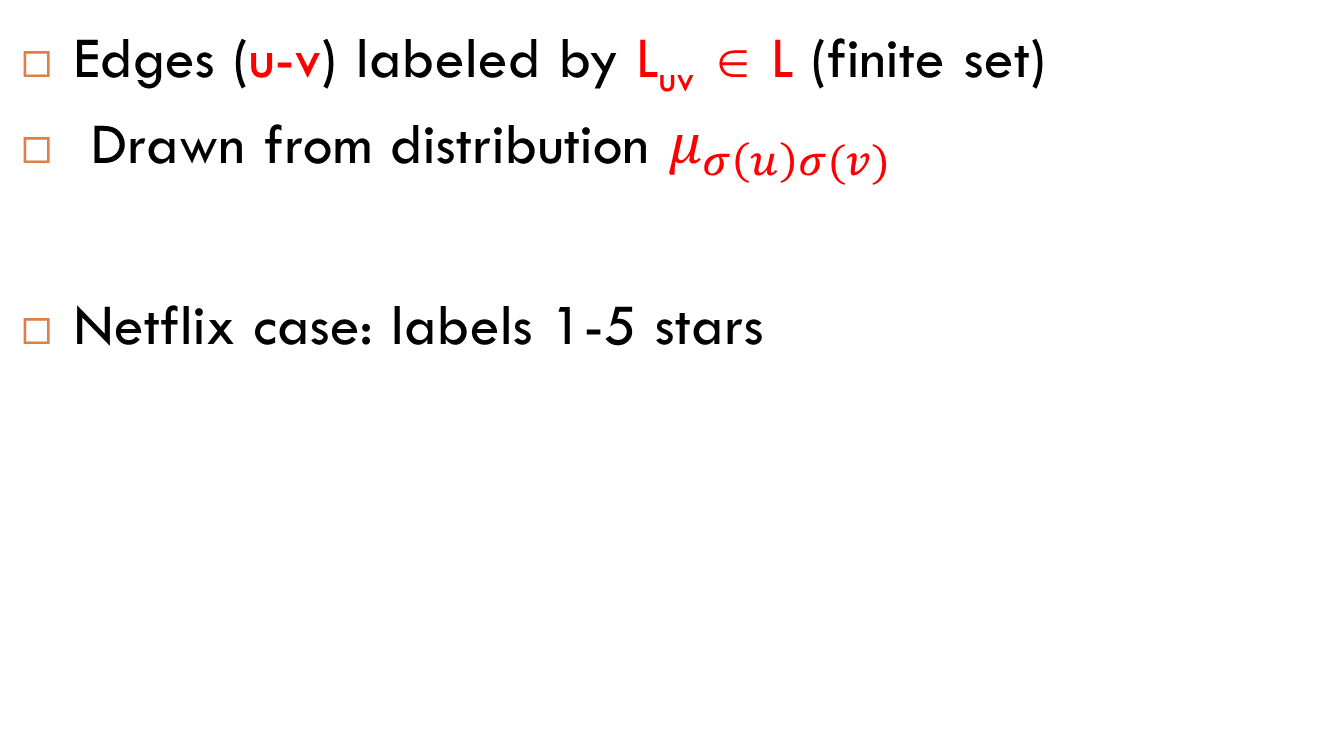 □ Edges (u-v) labeled by L_uv ∈ L (finite set)
□ Drawn from distribution μ_σ(u)σ(v)
□ Netflix case: labels 1-5 stars